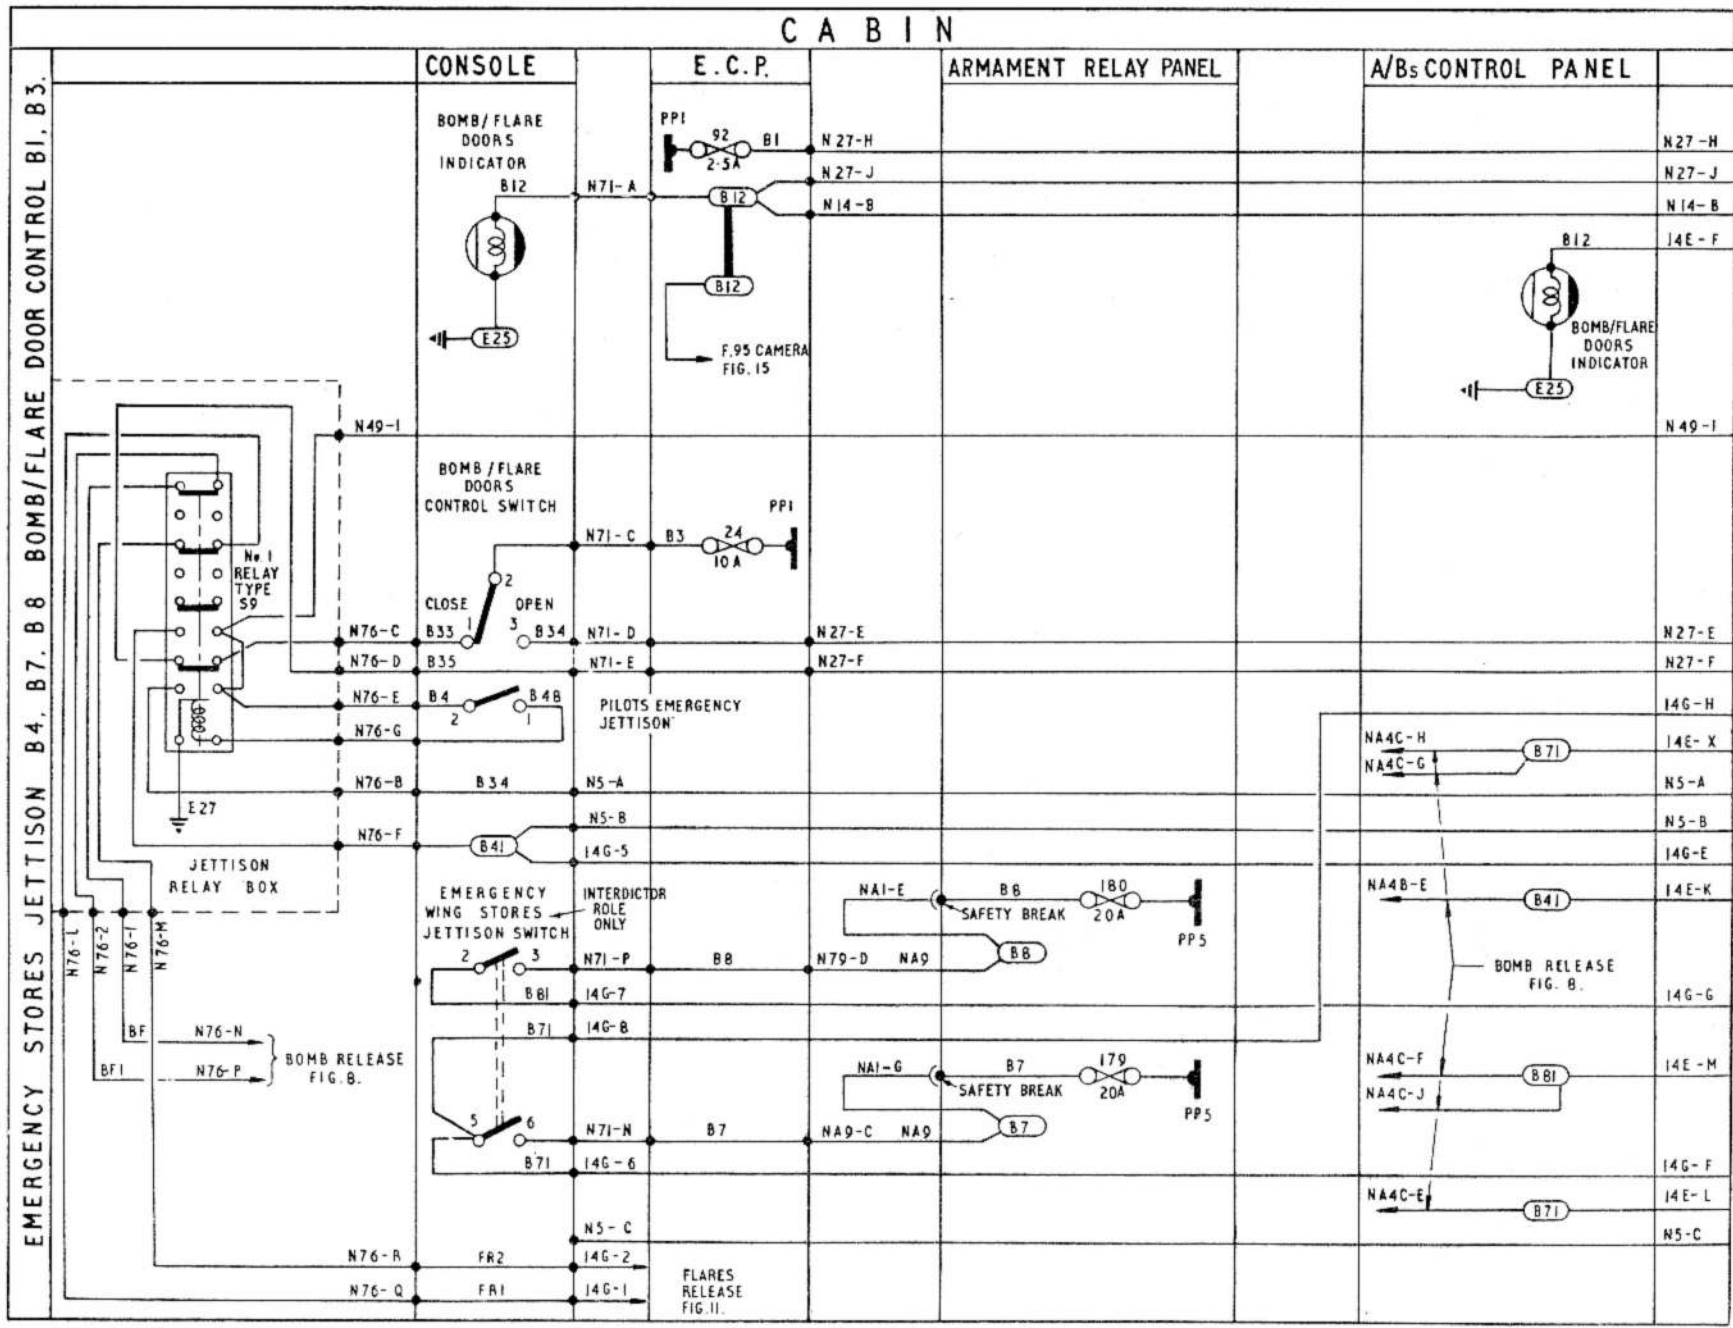 CABIN
EMERGENCY STORES JETTISON B4, B7. B8 BOMB/FLARE DOOR CONTROL B1, B3.
CONSOLE
E.C.P.
ARMAMENT RELAY PANEL
A/Bs CONTROL PANEL
BOMB/FLARE
DOORS
INDICATOR
B12
N71-A
E25
PP1
92
2·5A
B1
B12
B12
F.95 CAMERA
FIG. 15
N27-H
N27-J
N14-B
N27-H
N27-J
N14-B
14E-F
B12
BOMB/FLARE
DOORS
INDICATOR
E25
N49-1
N49-1
BOMB/FLARE
DOORS
CONTROL SWITCH
PP1
N71-C
B3
24
10A
2
CLOSE
OPEN
1
3
No. 1
RELAY
TYPE
S9
N76-C
B33
B34
N71-D
N27-E
N27-E
N76-D
B35
N71-E
N27-F
N27-F
N76-E
B4
B48
2
1
N76-G
PILOTS EMERGENCY
JETTISON
14G-H
NA4C-H
B71
14E-X
NA4C-G
N76-B
B34
N5-A
N5-A
E27
N5-B
N5-B
N76-F
B41
14G-5
14G-E
JETTISON
RELAY BOX
EMERGENCY
WING STORES
JETTISON SWITCH
INTERDICTOR
ROLE
ONLY
NA1-E
B8
180
20A
SAFETY BREAK
PP5
B8
NA4B-E
B41
14E-K
N76-L
N76-2
N76-1
N76-M
2
3
N71-P
B8
N79-D
NA9
BOMB RELEASE
FIG. 8.
B81
14G-7
14G-G
BF
N76-N
BF1
N76-P
BOMB RELEASE
FIG.8.
B71
14G-8
NA1-G
B7
179
20A
SAFETY BREAK
PP5
B7
NA4C-F
B81
14E-M
NA4C-J
5
6
N71-N
B7
NA9-C
NA9
B71
14G-6
14G-F
NA4C-E
B71
14E-L
N5-C
N5-C
N76-R
FR2
14G-2
N76-Q
FR1
14G-1
FLARES
RELEASE
FIG.11.